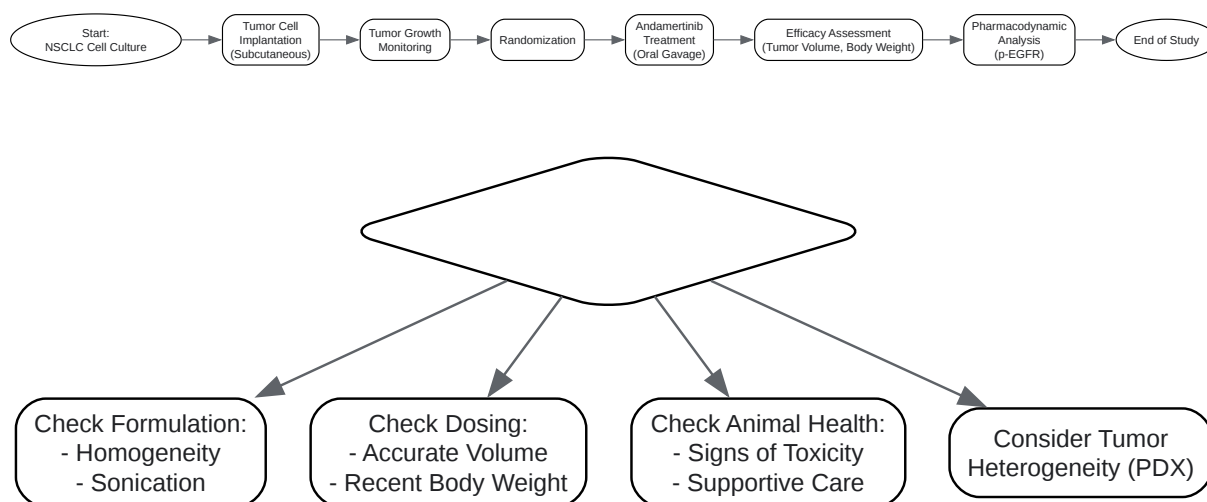 Start:
NSCLC Cell Culture
Tumor Cell
Implantation
(Subcutaneous)
Tumor Growth
Monitoring
Randomization
Andamertinib
Treatment
(Oral Gavage)
Efficacy Assessment
(Tumor Volume, Body Weight)
Pharmacodynamic
Analysis
(p-EGFR)
End of Study
Check Formulation:
- Homogeneity
- Sonication
Check Dosing:
- Accurate Volume
- Recent Body Weight
Check Animal Health:
- Signs of Toxicity
- Supportive Care
Consider Tumor
Heterogeneity (PDX)